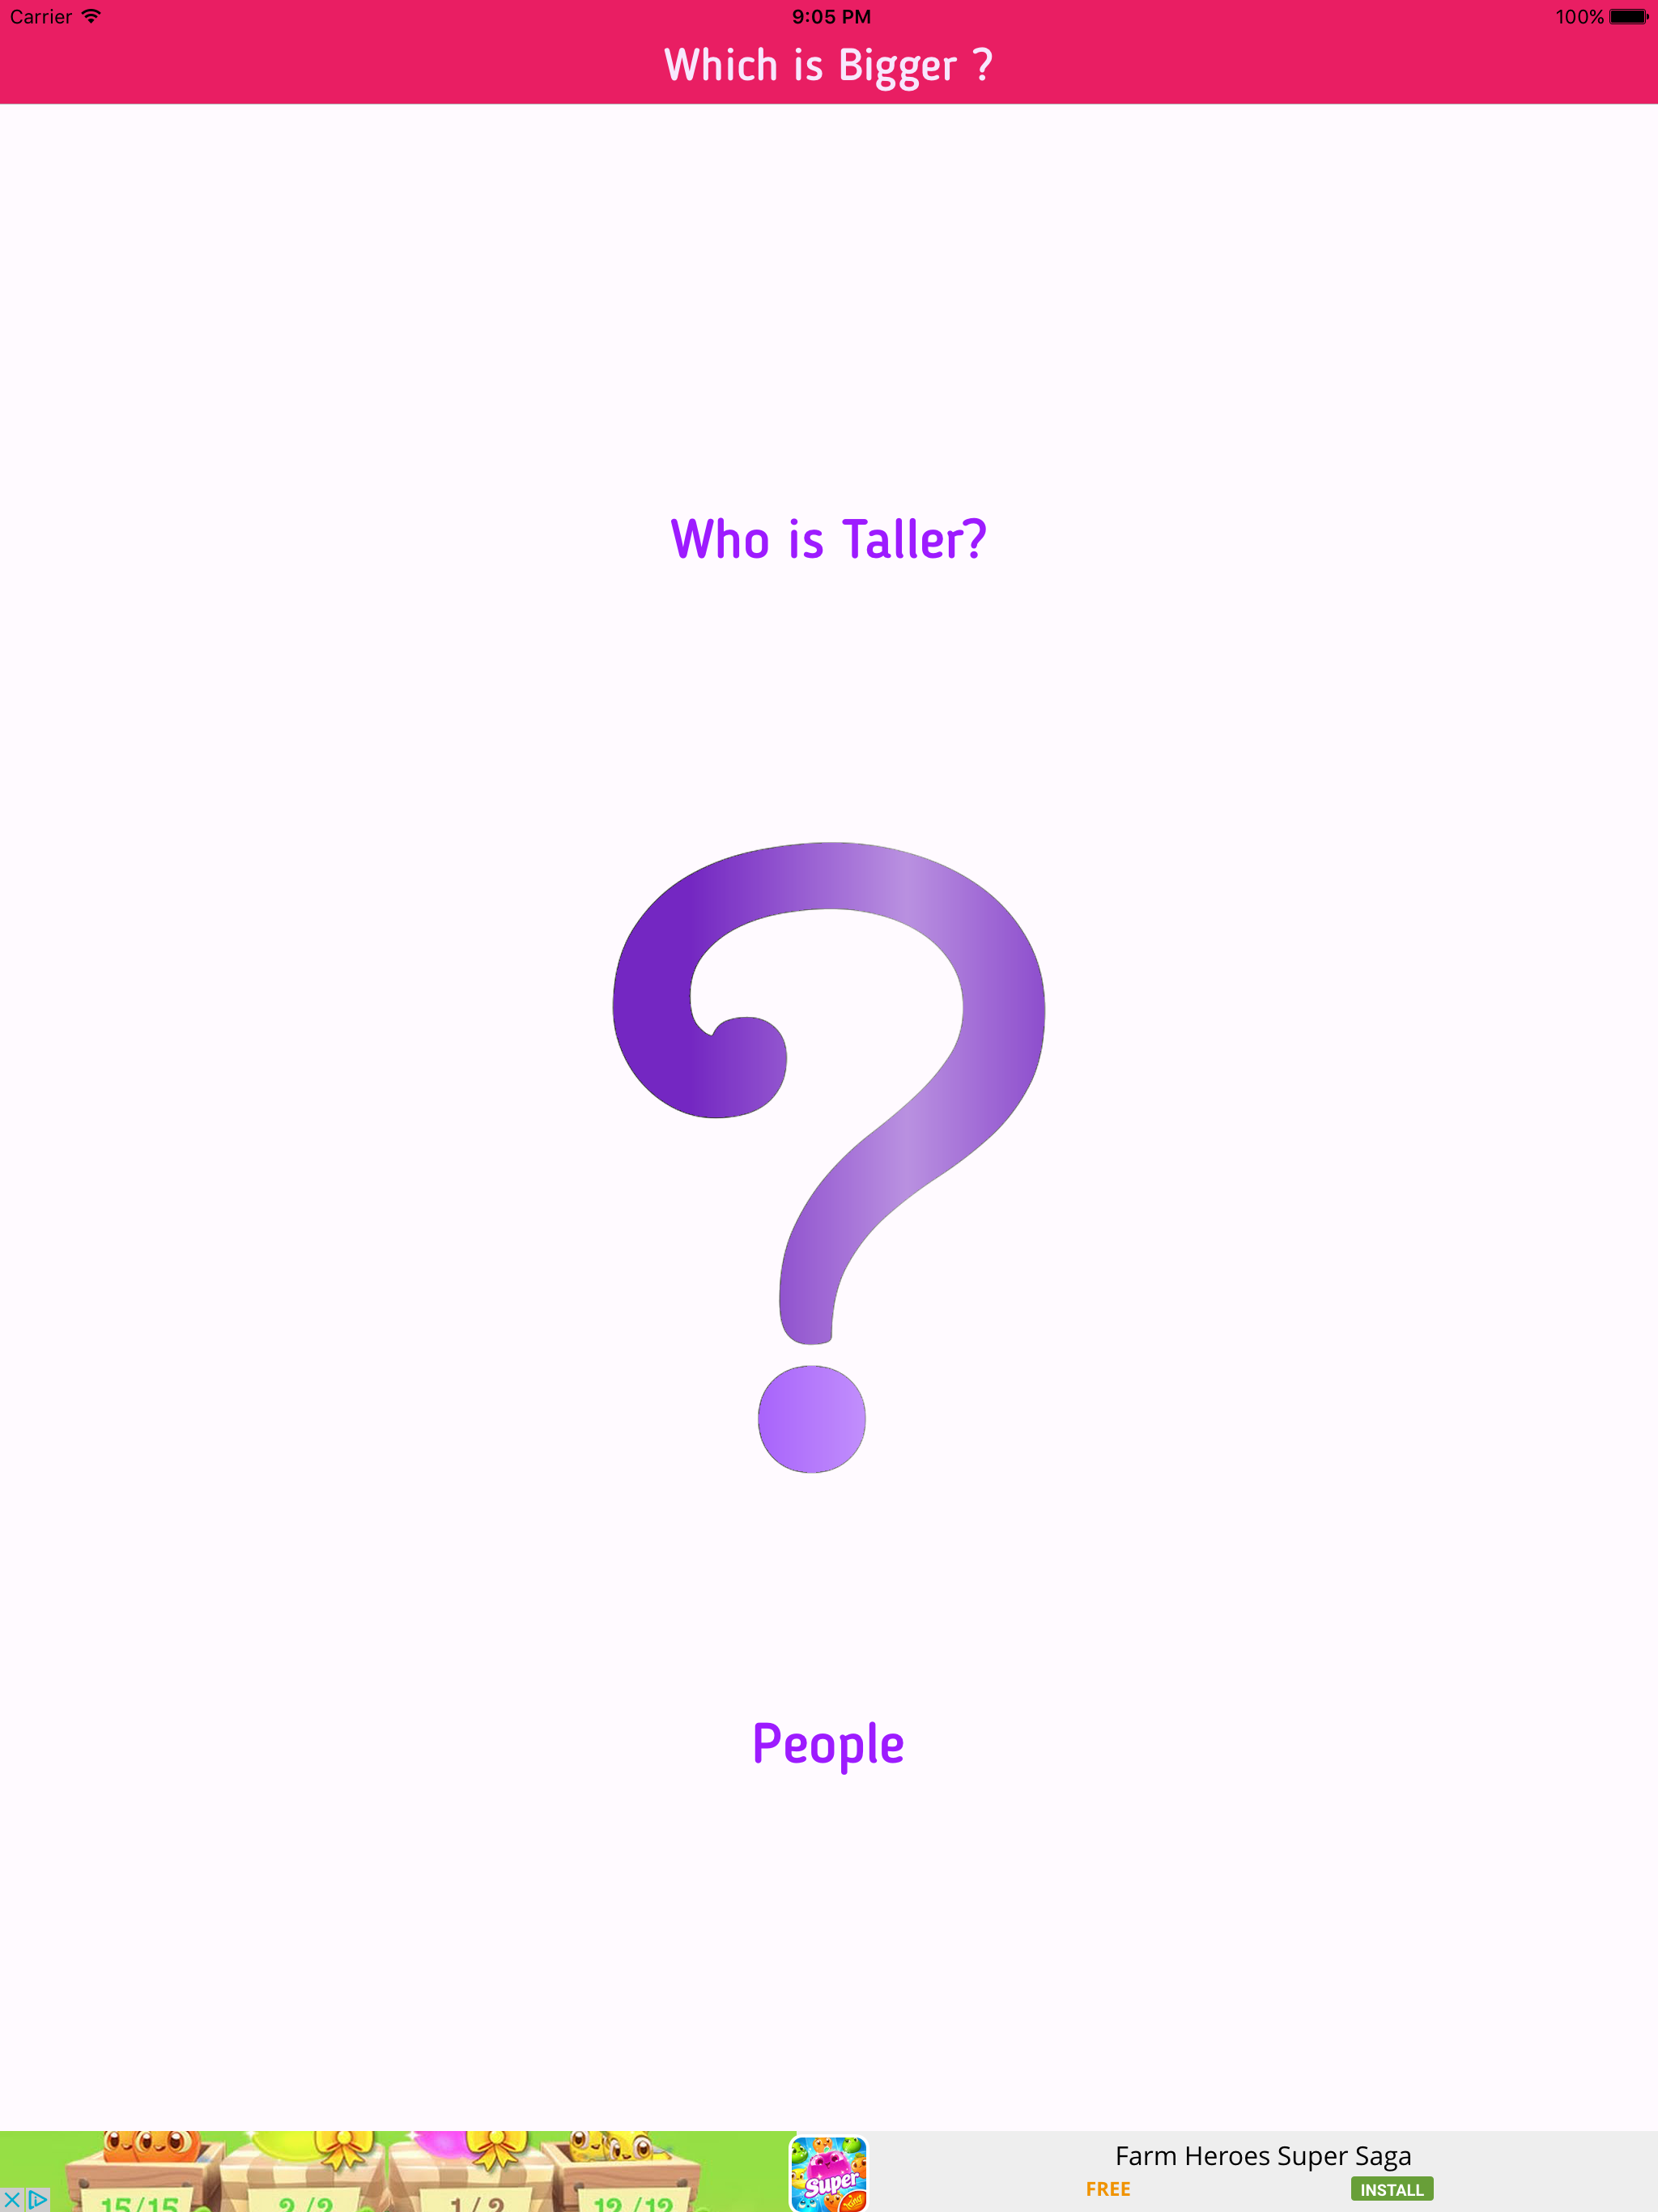 Carrier 9:05 PM 100%
Which is Bigger ?
Who is Taller?
?
People
15/15 2/2 1/2 12/12
Super
King
Farm Heroes Super Saga
FREE INSTALL